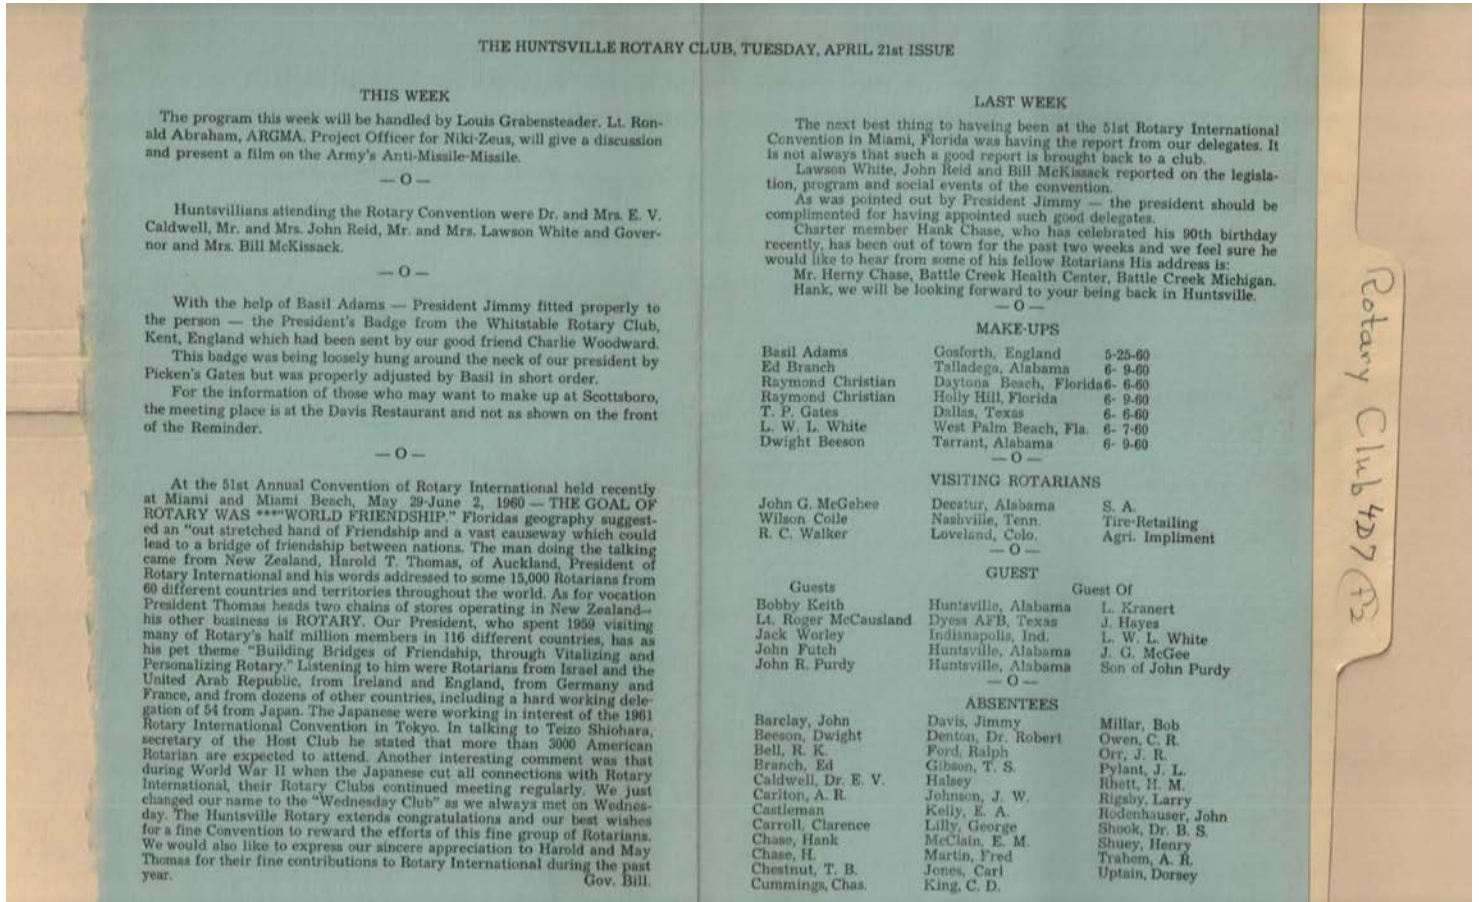 THE HUNTSVILLE ROTARY CLUB, TUESDAY, APRIL 21st ISSUE
THIS WEEK
The program this week will be handled by Louis Grabensteader. Lt. Ron-
ald Abraham, ARGMA, Project Officer for Niki-Zeus, will give a discussion
and present a film on the Army's Anti-Missile-Missile.
— O —
Huntsvillians attending the Rotary Convention were Dr. and Mrs. E. V.
Caldwell, Mr. and Mrs. John Reid, Mr. and Mrs. Lawson White and Gover-
nor and Mrs. Bill McKissack.
— O —
With the help of Basil Adams — President Jimmy fitted properly to
the person — the President's Badge from the Whitstable Rotary Club,
Kent, England which had been sent by our good friend Charlie Woodward.
This badge was being loosely hung around the neck of our president by
Picken's Gates but was properly adjusted by Basil in short order.
For the information of those who may want to make up at Scottsboro,
the meeting place is at the Davis Restaurant and not as shown on the front
of the Reminder.
— O —
At the 51st Annual Convention of Rotary International held recently
at Miami and Miami Beach, May 29-June 2, 1960 — THE GOAL OF
ROTARY WAS ***"WORLD FRIENDSHIP." Floridas geography suggest-
ed an "out stretched hand of Friendship and a vast causeway which could
lead to a bridge of friendship between nations. The man doing the talking
came from New Zealand, Harold T. Thomas, of Auckland, President of
Rotary International and his words addressed to some 15,000 Rotarians from
60 different countries and territories throughout the world. As for vocation
President Thomas heads two chains of stores operating in New Zealand—
his other business is ROTARY. Our President, who spent 1959 visiting
many of Rotary's half million members in 116 different countries, has as
his pet theme "Building Bridges of Friendship, through Vitalizing and
Personalizing Rotary." Listening to him were Rotarians from Israel and the
United Arab Republic, from Ireland and England, from Germany and
France, and from dozens of other countries, including a hard working dele-
gation of 54 from Japan. The Japanese were working in interest of the 1961
Rotary International Convention in Tokyo. In talking to Teizo Shiohara,
secretary of the Host Club he stated that more than 3000 American
Rotarian are expected to attend. Another interesting comment was that
during World War II when the Japanese cut all connections with Rotary
International, their Rotary Clubs continued meeting regularly. We just
changed our name to the "Wednesday Club" as we always met on Wednes-
day. The Huntsville Rotary extends congratulations and our best wishes
for a fine Convention to reward the efforts of this fine group of Rotarians.
We would also like to express our sincere appreciation to Harold and May
Thomas for their fine contributions to Rotary International during the past
year. Gov. Bill.
LAST WEEK
The next best thing to haveing been at the 51st Rotary International
Convention in Miami, Florida was having the report from our delegates. It
is not always that such a good report is brought back to a club.
Lawson White, John Reid and Bill McKissack reported on the legisla-
tion, program and social events of the convention.
As was pointed out by President Jimmy — the president should be
complimented for having appointed such good delegates.
Charter member Hank Chase, who has celebrated his 90th birthday
recently, has been out of town for the past two weeks and we feel sure he
would like to hear from some of his fellow Rotarians His address is:
Mr. Herny Chase, Battle Creek Health Center, Battle Creek Michigan.
Hank, we will be looking forward to your being back in Huntsville.
— O —
MAKE-UPS
Basil Adams Gosforth, England 5-25-60
Ed Branch Talladega, Alabama 6- 9-60
Raymond Christian Daytona Beach, Florida6- 6-60
Raymond Christian Holly Hill, Florida 6- 9-60
T. P. Gates Dallas, Texas 6- 6-60
L. W. L. White West Palm Beach, Fla. 6- 7-60
Dwight Beeson Tarrant, Alabama 6- 9-60
— O —
VISITING ROTARIANS
John G. McGehee Decatur, Alabama S. A.
Wilson Coile Nashville, Tenn. Tire-Retailing
R. C. Walker Loveland, Colo. Agri. Impliment
— O —
GUEST
Guests Guest Of
Bobby Keith Huntsville, Alabama L. Kranert
Lt. Roger McCausland Dyess AFB, Texas J. Hayes
Jack Worley Indianapolis, Ind. L. W. L. White
John Futch Huntsville, Alabama J. G. McGee
John R. Purdy Huntsville, Alabama Son of John Purdy
— O —
ABSENTEES
Barclay, John Davis, Jimmy Millar, Bob
Beeson, Dwight Denton, Dr. Robert Owen, C. R.
Bell, R. K. Ford, Ralph Orr, J. R.
Branch, Ed Gibson, T. S. Pylant, J. L.
Caldwell, Dr. E. V. Halsey Rhett, H. M.
Carlton, A. R. Johnson, J. W. Rigsby, Larry
Castleman Kelly, E. A. Rodenhauser, John
Carroll, Clarence Lilly, George Shook, Dr. B. S.
Chase, Hank McClain, E. M. Shuey, Henry
Chase, H. Martin, Fred Trahem, A. R.
Chestnut, T. B. Jones, Carl Uptain, Dorsey
Cummings, Chas. King, C. D.
Rotary Club 4D7 F2